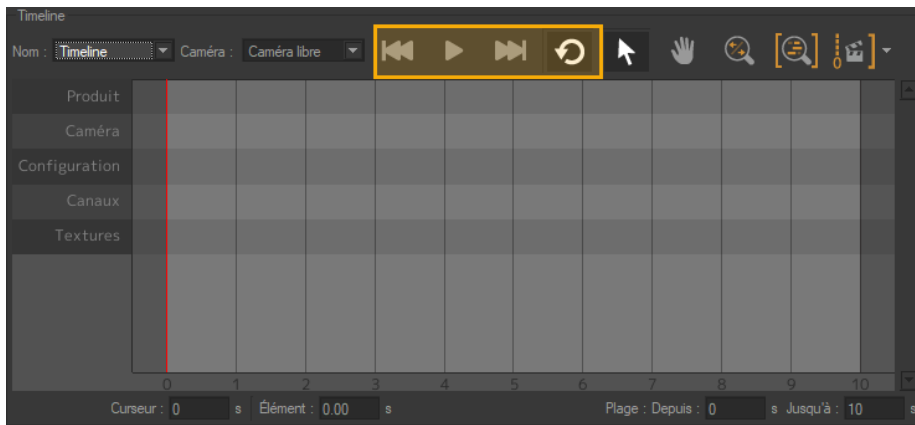 Timeline
Nom : Timeline Caméra : Caméra libre
Produit
Caméra
Configuration
Canaux
Textures
0 1 2 3 4 5 6 7 8 9 10
Curseur : 0 s Élément : 0.00 s Plage : Depuis : 0 s Jusqu'à : 10 s